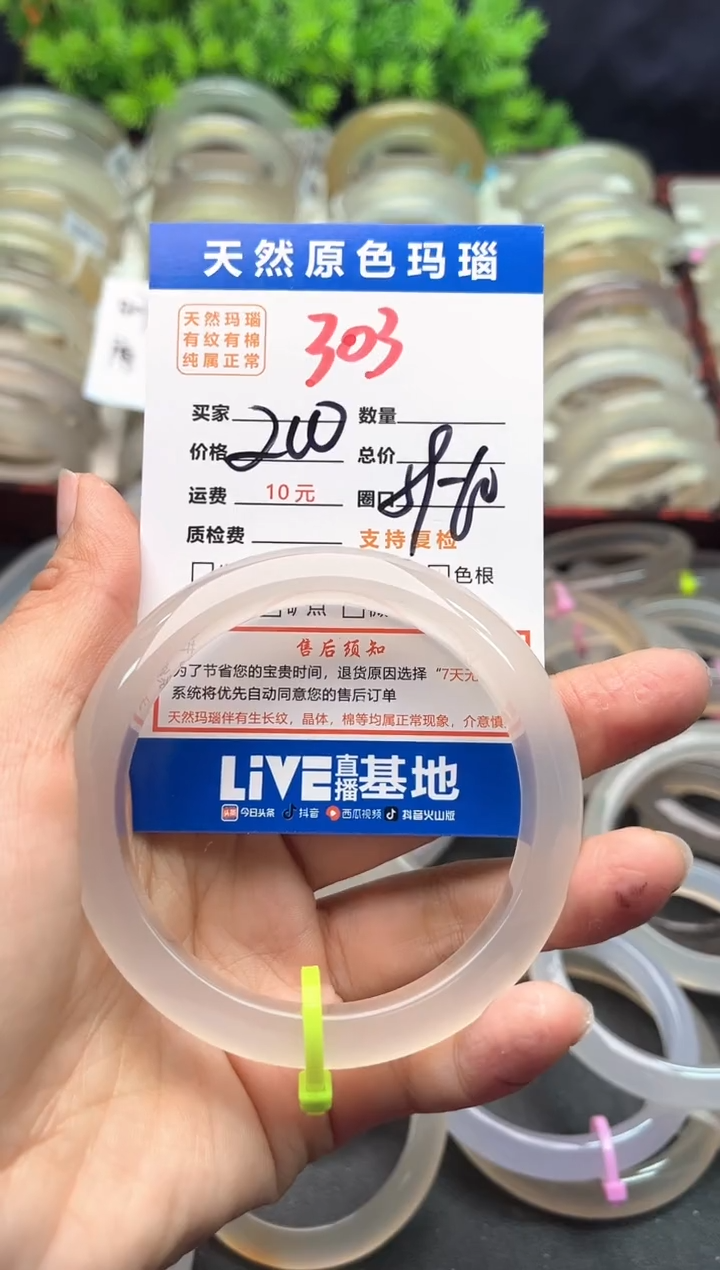 天然原色玛瑙
天然玛瑙
有纹有棉
纯属正常
303
买家 数量
价格 200 总价
运费 10元 圈口
质检费 支持复检
色根
矿点
售后须知
为了节省您的宝贵时间，退货原因选择“7天无
系统将优先自动同意您的售后订单
天然玛瑙伴有生长纹，晶体，棉等均属正常现象，介意慎
LiVE直播基地
头条 今日头条 抖音 西瓜视频 抖音火山版